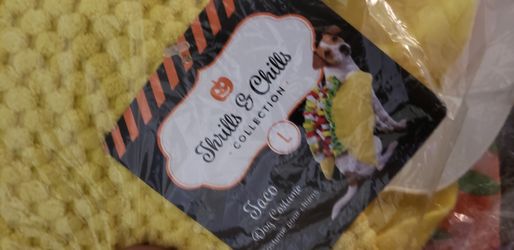 Thrills & Chills
• COLLECTION •
L
Taco
Dog Costume